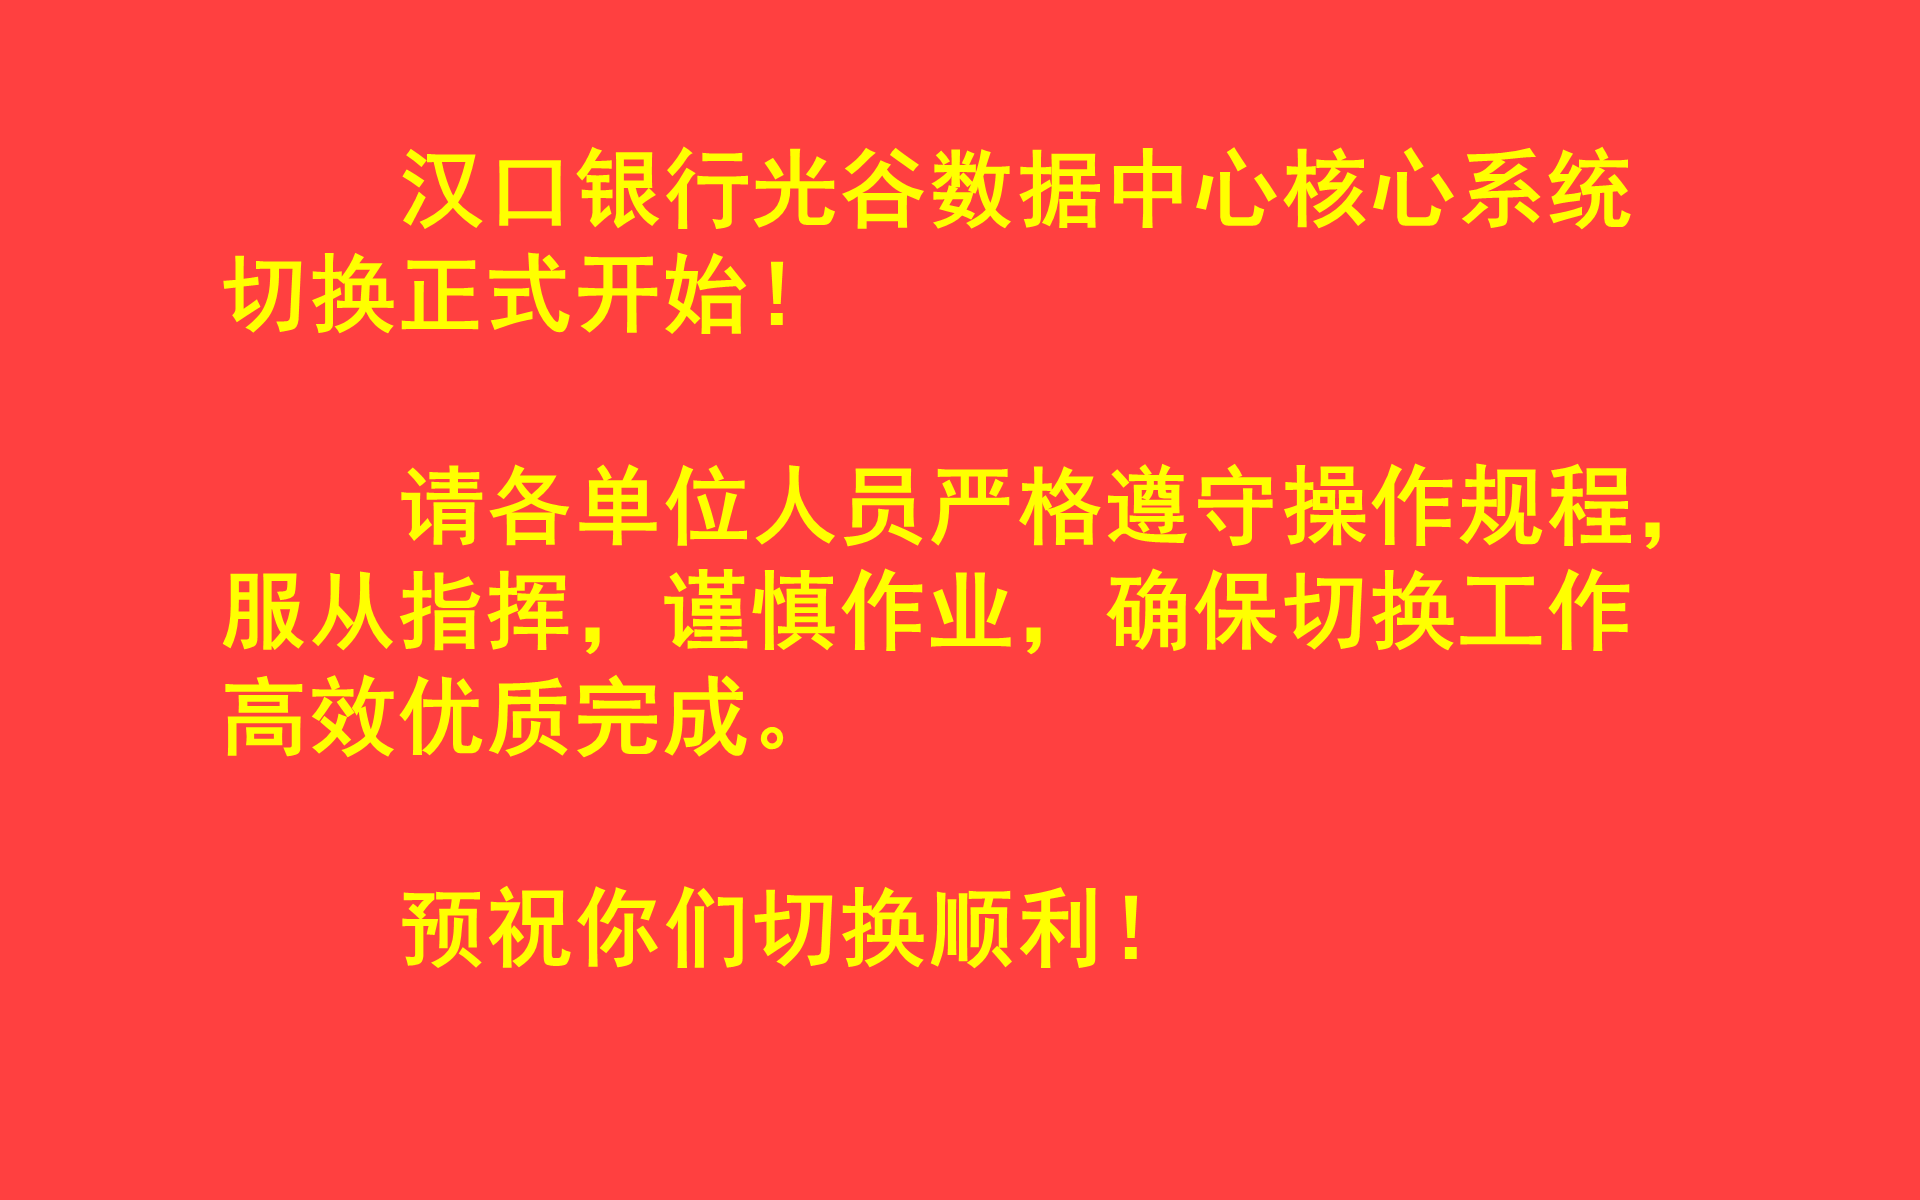 汉口银行光谷数据中心核心系统
切换正式开始！
请各单位人员严格遵守操作规程，
服从指挥，谨慎作业，确保切换工作
高效优质完成。
预祝你们切换顺利！